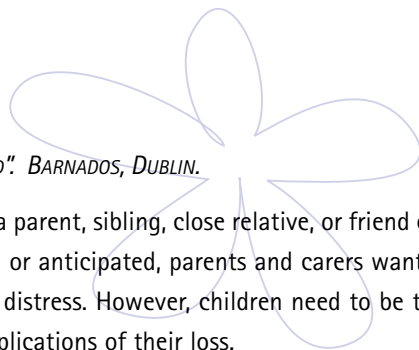 D". BARNADOS, DUBLIN.
a parent, sibling, close relative, or friend
or anticipated, parents and carers want
distress. However, children need to be
plications of their loss.